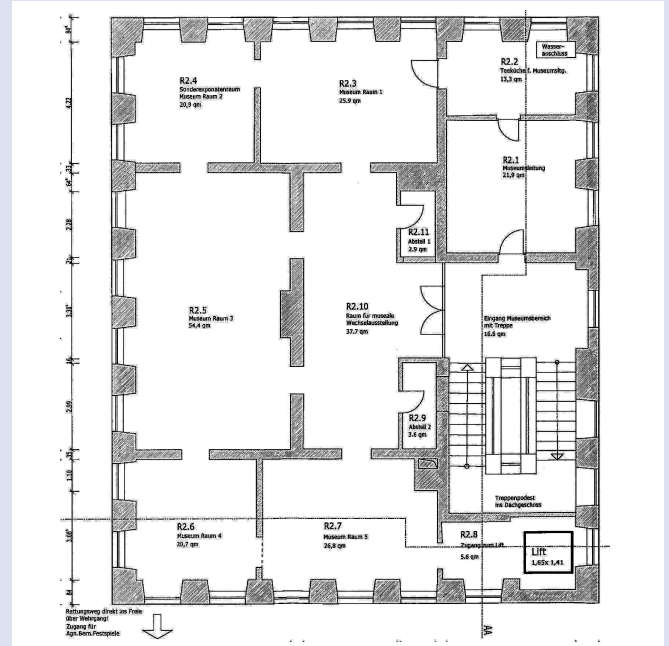 Wasser-
anschluss
R2.2
Teeküche f. Museumsltg.
13,3 qm
R2.4
Sonderexponatenraum
Museum Raum 2
20,9 qm
R2.3
Museum Raum 1
25.9 qm
R2.1
Museumsleitung
21,9 qm
R2.11
Abstell 1
2.9 qm
R2.5
Museum Raum 3
54,4 qm
R2.10
Raum für museale
Wechselausstellung
37.7 qm
Eingang Museumsbereich
mit Treppe
16.6 qm
R2.9
Abstell 2
3.6 qm
Treppenpodest
ins Dachgeschoss
R2.6
Museum Raum 4
20,7 qm
R2.7
Museum Raum 5
26,8 qm
R2.8
Zugang zum Lift
5.6 qm
Lift
1,65x 1,41
4.22
2.28
2.99
1.10
Rettungsweg direkt ins Freie
über Wehrgang!
Zugang für
Agn.Bern.Festspiele
AA